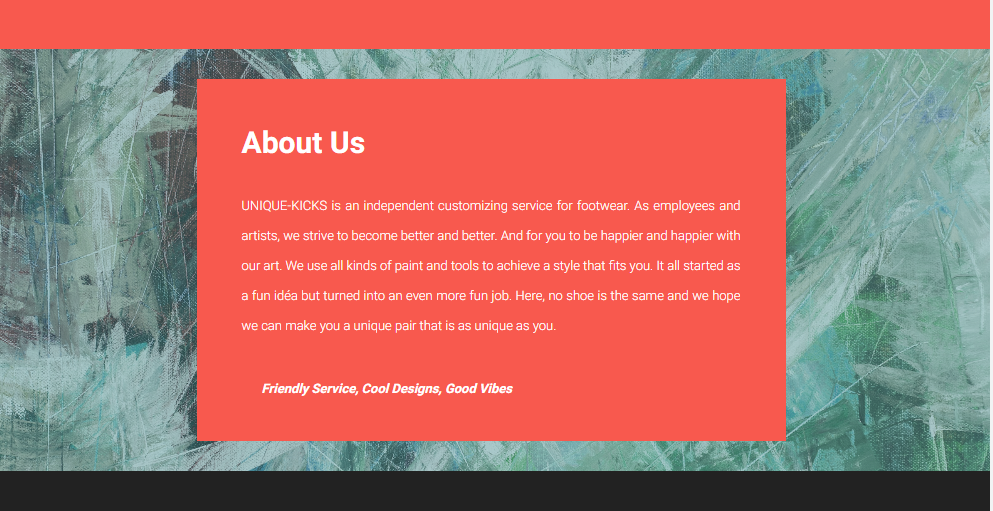 About Us
UNIQUE-KICKS is an independent customizing service for footwear. As employees and
artists, we strive to become better and better. And for you to be happier and happier with
our art. We use all kinds of paint and tools to achieve a style that fits you. It all started as
a fun idéa but turned into an even more fun job. Here, no shoe is the same and we hope
we can make you a unique pair that is as unique as you.
Friendly Service, Cool Designs, Good Vibes